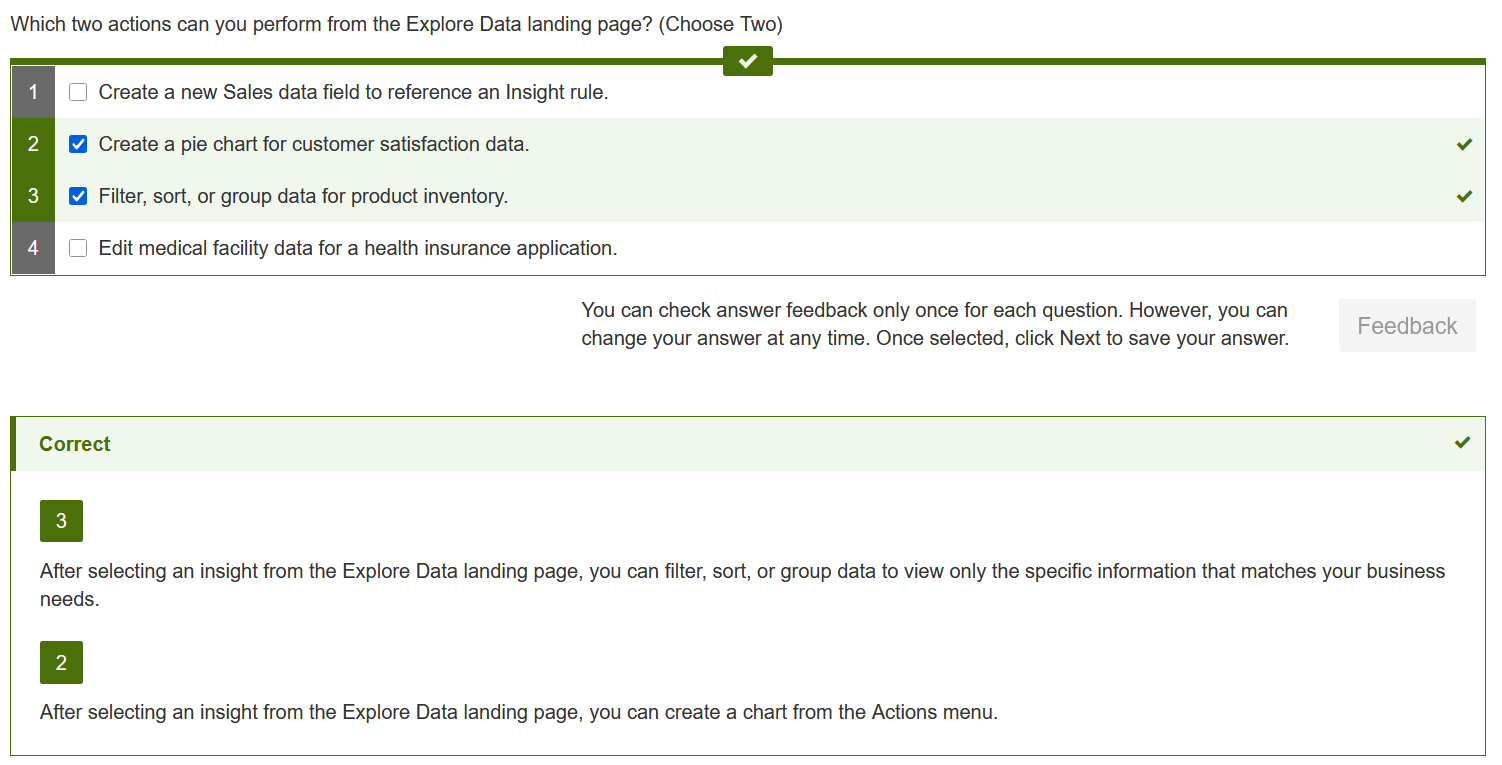 Which two actions can you perform from the Explore Data landing page? (Choose Two)
1 Create a new Sales data field to reference an Insight rule.
2 Create a pie chart for customer satisfaction data.
3 Filter, sort, or group data for product inventory.
4 Edit medical facility data for a health insurance application.
You can check answer feedback only once for each question. However, you can
change your answer at any time. Once selected, click Next to save your answer.
Feedback
Correct
3
After selecting an insight from the Explore Data landing page, you can filter, sort, or group data to view only the specific information that matches your business
needs.
2
After selecting an insight from the Explore Data landing page, you can create a chart from the Actions menu.